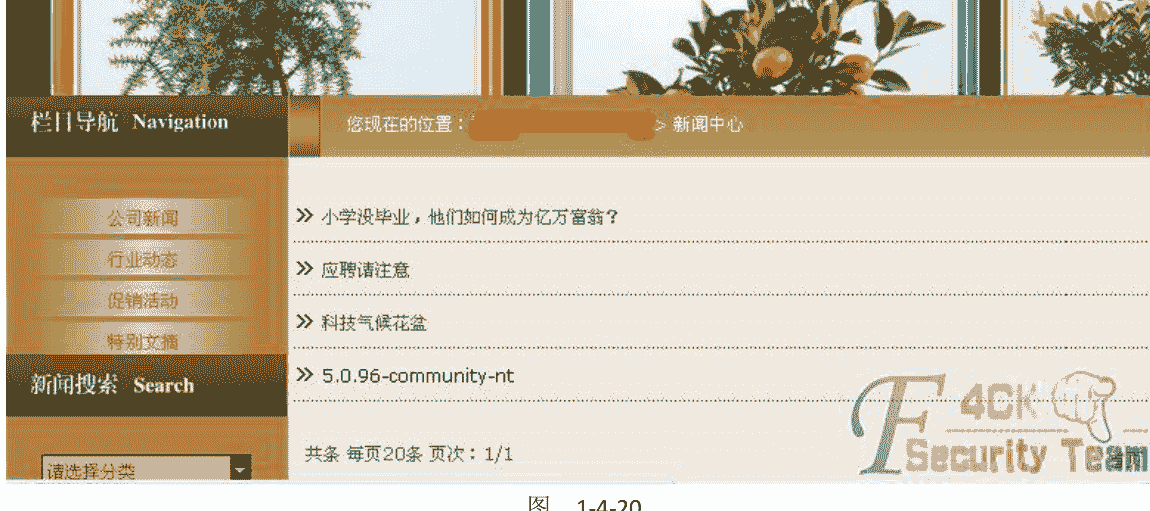 栏目导航 Navigation
您现在的位置： > 新闻中心
公司新闻
行业动态
促销活动
特别文摘
新闻搜索 Search
请选择分类
» 小学没毕业，他们如何成为亿万富翁？
» 应聘请注意
» 科技气候花盆
» 5.0.96-community-nt
共条 每页20条 页次：1/1
F4CK
Security Team
图 1-4-20